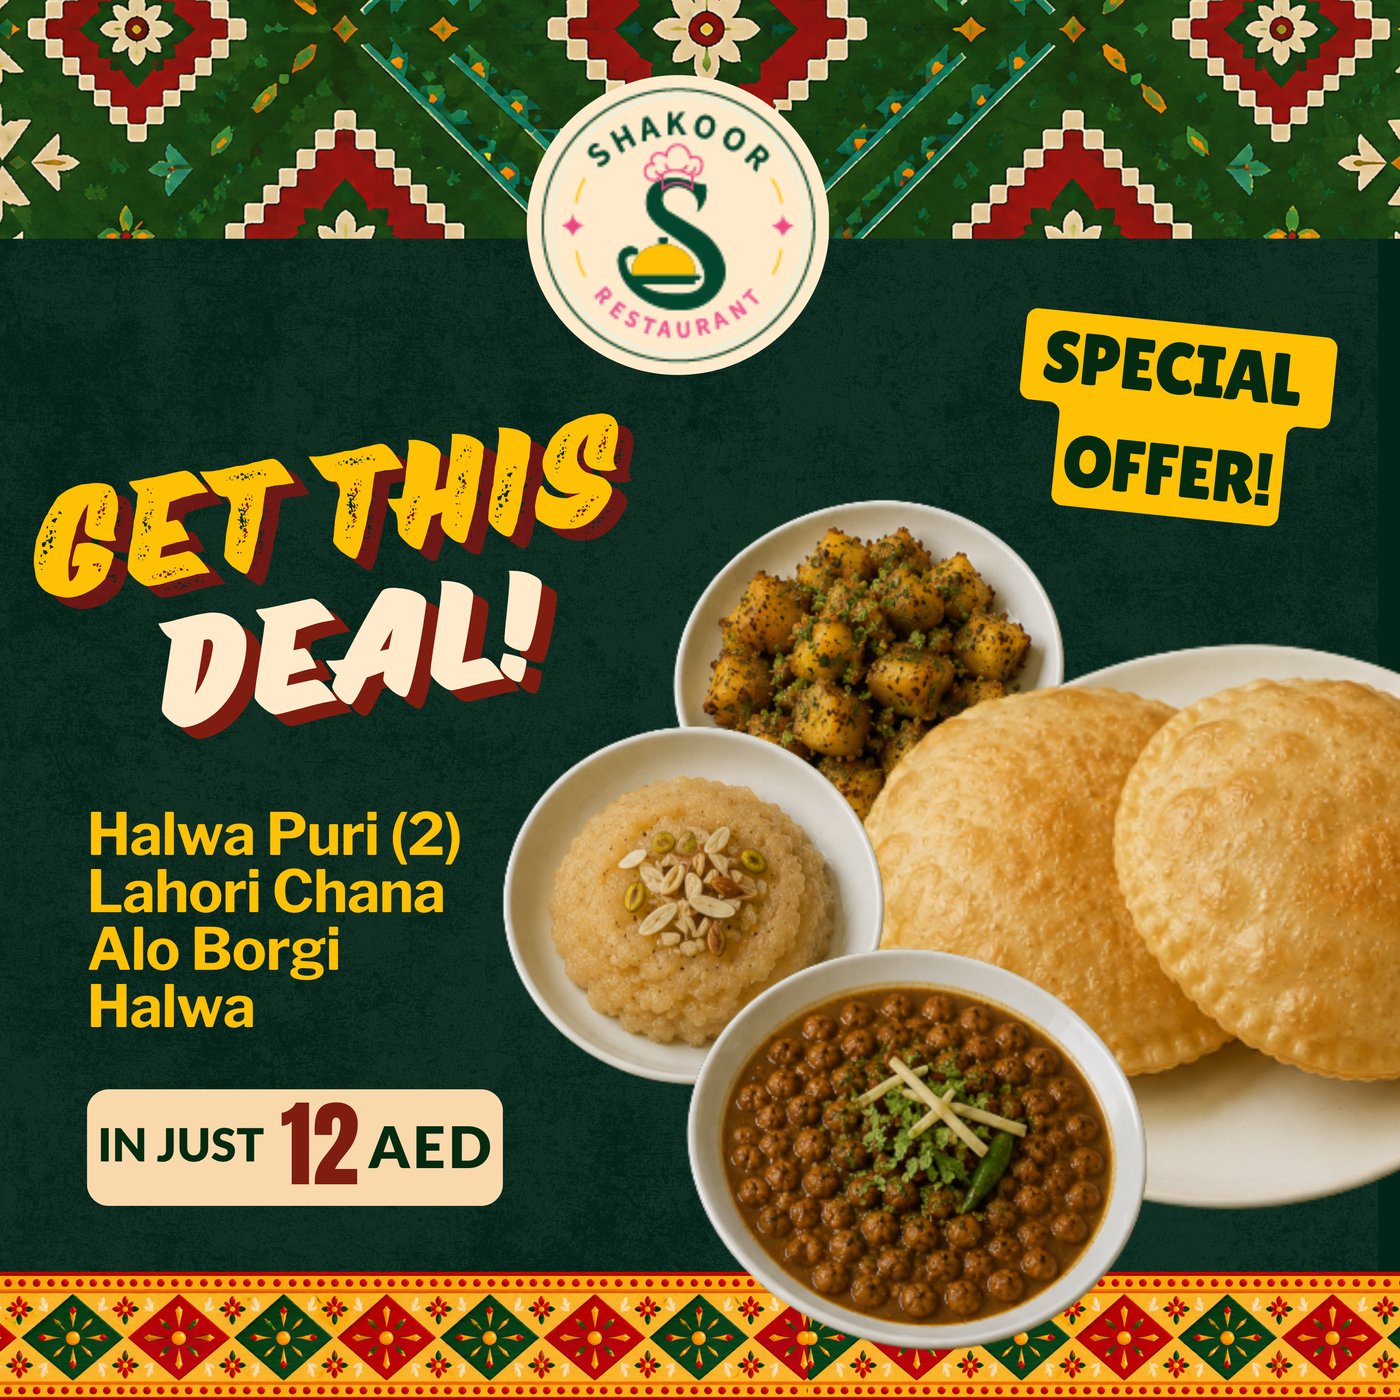 SHAKOOR
S
RESTAURANT
SPECIAL
OFFER!
GET THIS
DEAL!
Halwa Puri (2)
Lahori Chana
Alo Borgi
Halwa
IN JUST 12 AED